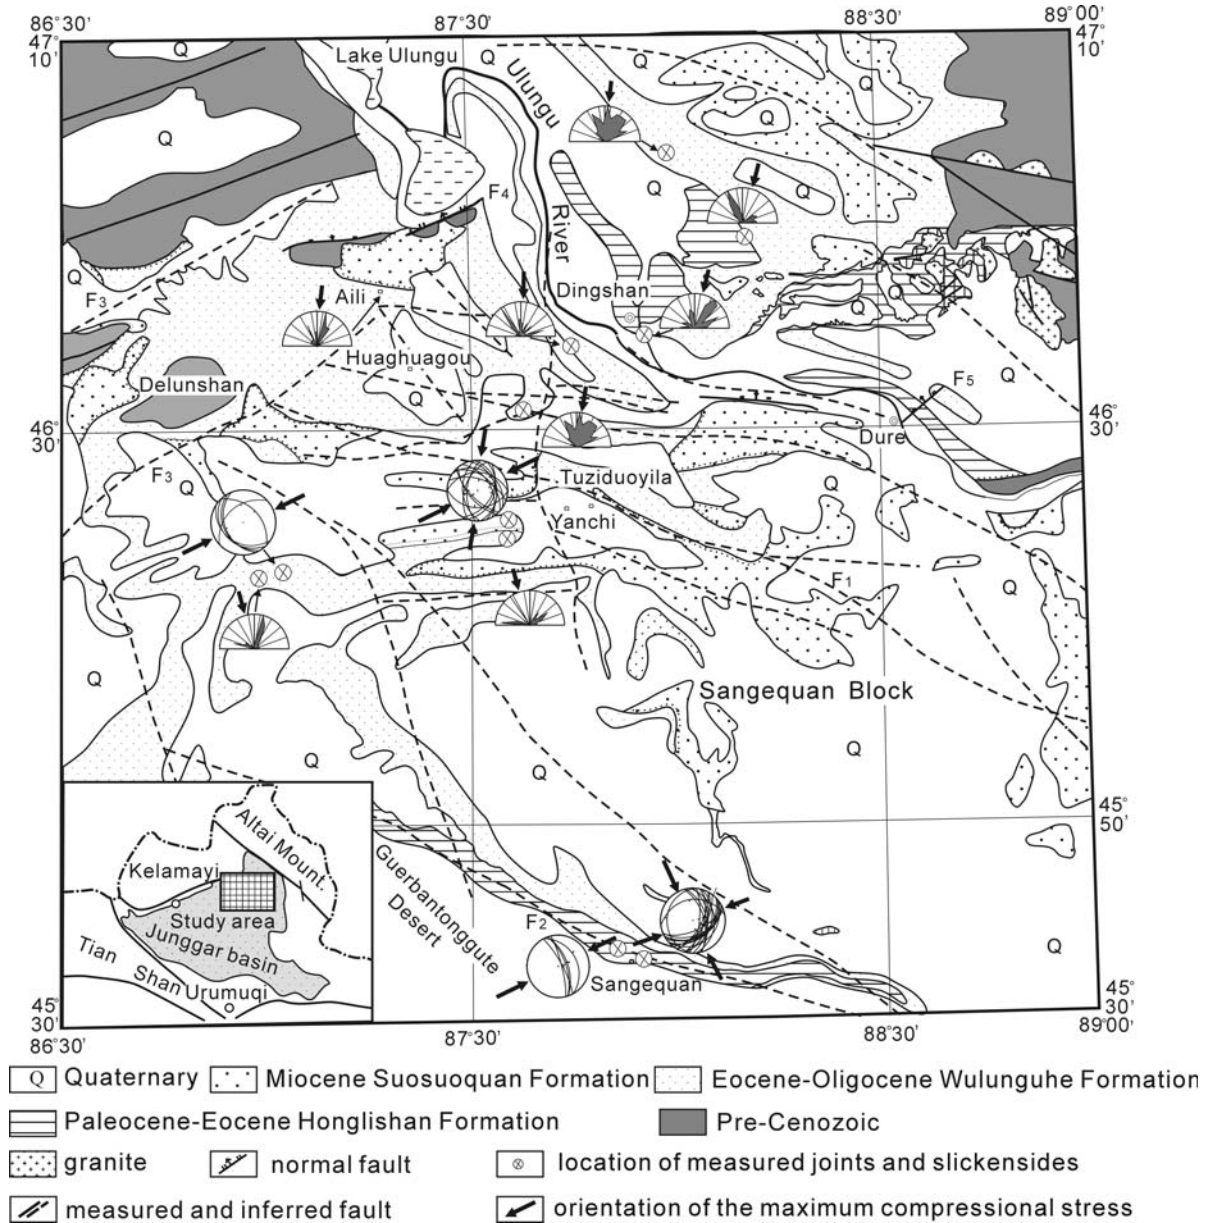 86°30' 87°30' 88°30' 89°00'
47°10' 47°10'
Q
Lake Ulungu
Q
Q
Q
Ulungu
River
Q
Q
Q
Q
F4
Q
F3
Aili
Dingshan
Q
Q
Q
Huaghuagou
Delunshan
Q
F5
Q
46°30' 46°30'
Dure
F3
Q
Tuziduoyila
Q
Yanchi
F1
Q
Q
Sangequan Block
Q
Q
Q
45°50'
Altai Mount.
Kelamayi
Study area
Junggar basin
Tian Shan
Urumuqi
Guerbantonggute
Desert
F2
Sangequan
Q
45°30' 45°30'
86°30' 87°30' 88°30' 89°00'
Q Quaternary Miocene Suosuoquan Formation Eocene-Oligocene Wulunguhe Formation
Paleocene-Eocene Honglishan Formation Pre-Cenozoic
granite normal fault location of measured joints and slickensides
measured and inferred fault orientation of the maximum compressional stress